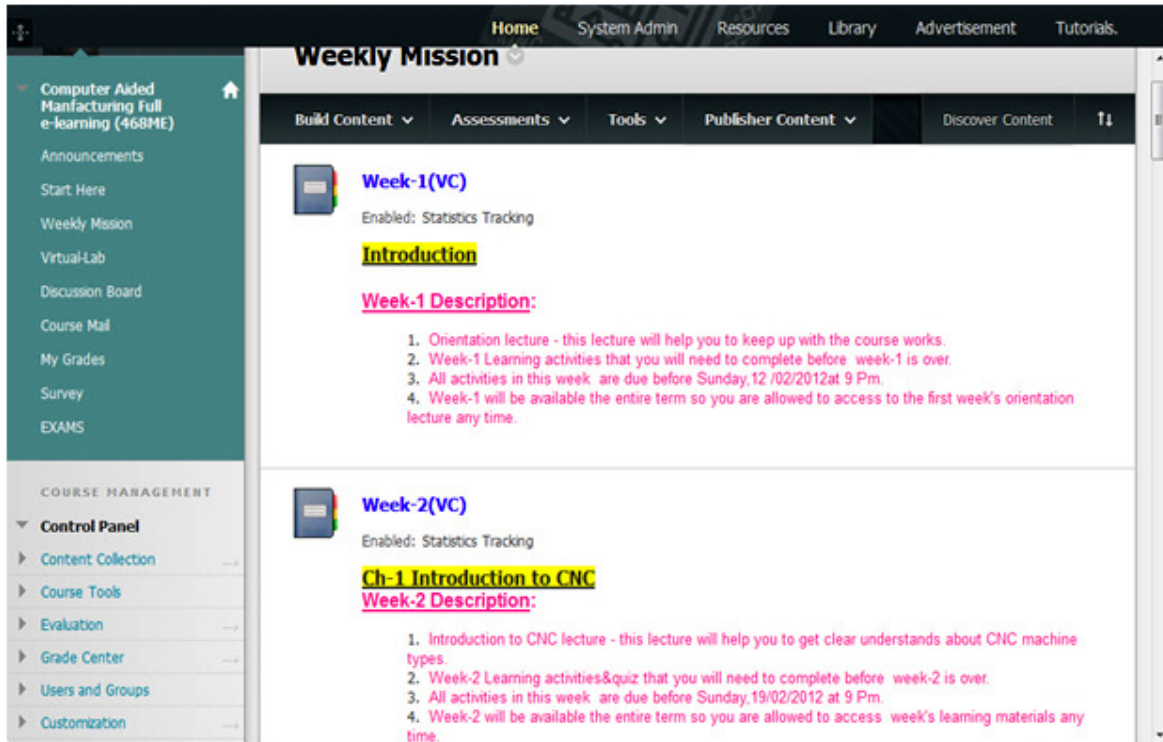 Home System Admin Resources Library Advertisement Tutorials.
Computer Aided
Manfacturing Full
e-learning (468ME)
Announcements
Start Here
Weekly Mission
Virtual-Lab
Discussion Board
Course Mail
My Grades
Survey
EXAMS
COURSE MANAGEMENT
Control Panel
Content Collection
Course Tools
Evaluation
Grade Center
Users and Groups
Customization
Weekly Mission
Build Content Assessments Tools Publisher Content Discover Content
Week-1(VC)
Enabled: Statistics Tracking
Introduction
Week-1 Description:
1. Orientation lecture - this lecture will help you to keep up with the course works.
2. Week-1 Learning activities that you will need to complete before week-1 is over.
3. All activities in this week are due before Sunday,12 /02/2012at 9 Pm.
4. Week-1 will be available the entire term so you are allowed to access to the first week's orientation
lecture any time.
Week-2(VC)
Enabled: Statistics Tracking
Ch-1 Introduction to CNC
Week-2 Description:
1. Introduction to CNC lecture - this lecture will help you to get clear understands about CNC machine
types.
2. Week-2 Learning activities&quiz that you will need to complete before week-2 is over.
3. All activities in this week are due before Sunday,19/02/2012 at 9 Pm.
4. Week-2 will be available the entire term so you are allowed to access week's learning materials any
time.